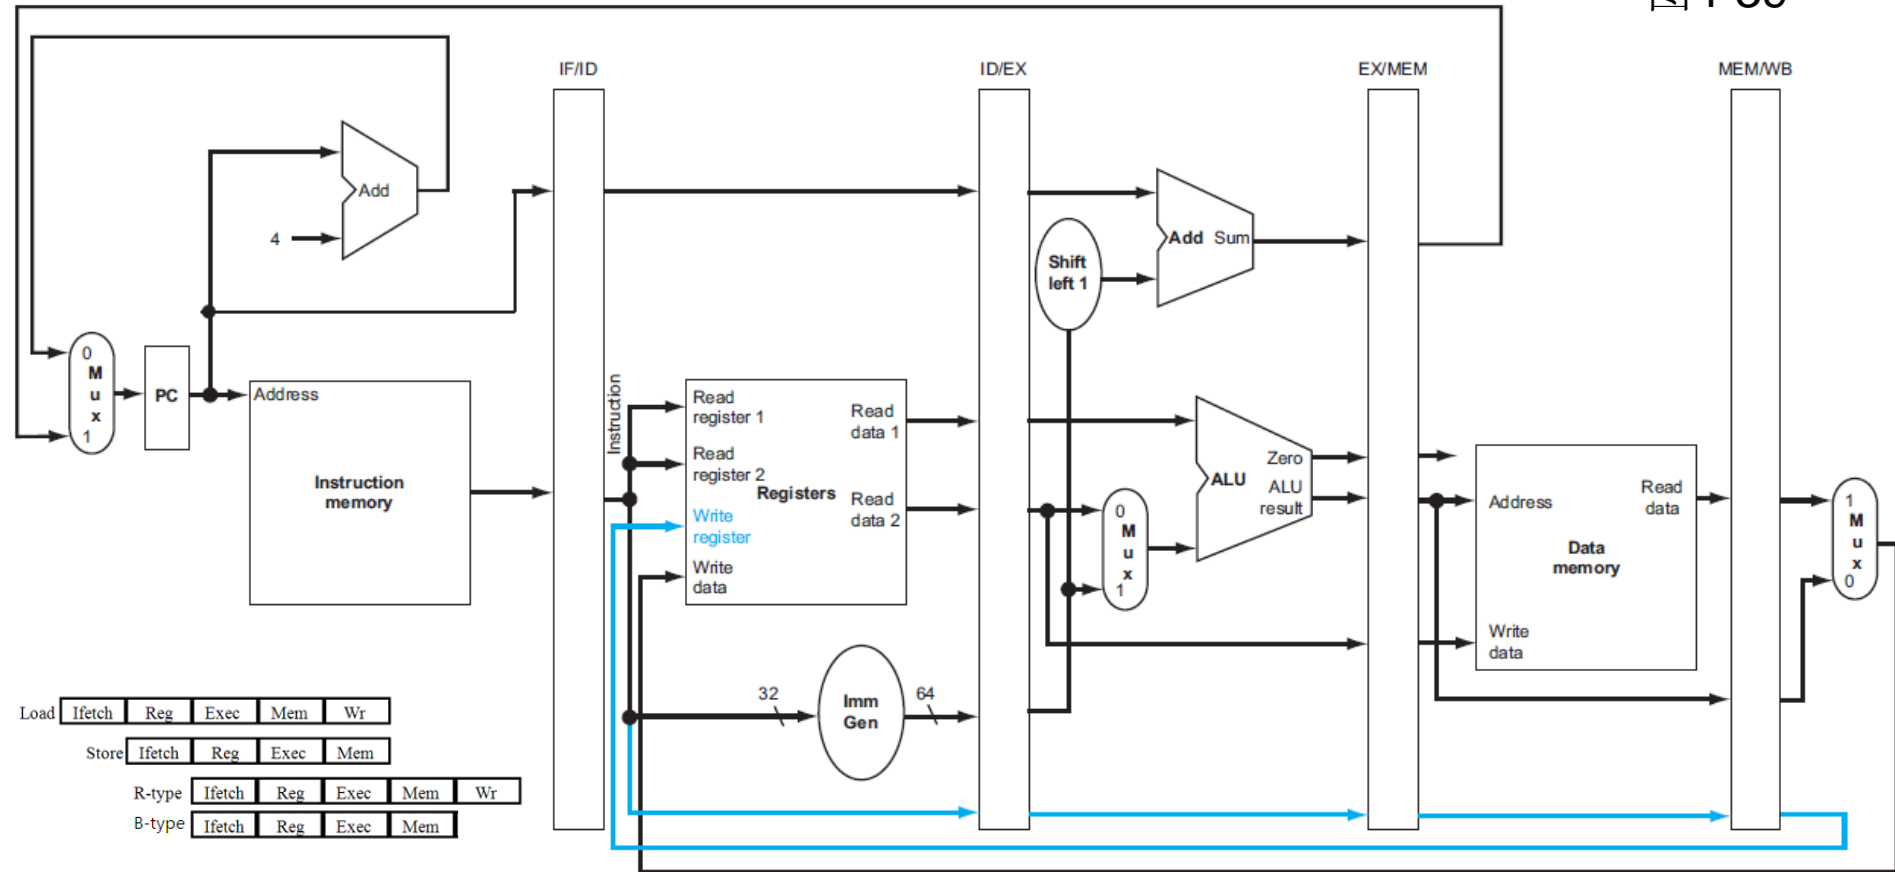 IF/ID
ID/EX
EX/MEM
MEM/WB
Add
4
Add Sum
Shift
left 1
0
M
u
x
1
PC
Address
Instruction
memory
Instruction
Read
register 1
Read
register 2
Write
register
Write
data
Registers
Read
data 1
Read
data 2
0
M
u
x
1
Zero
ALU
ALU
result
Address
Read
data
Data
memory
Write
data
1
M
u
x
0
32
Imm
Gen
64
Load Ifetch Reg Exec Mem Wr
Store Ifetch Reg Exec Mem
R-type Ifetch Reg Exec Mem Wr
B-type Ifetch Reg Exec Mem